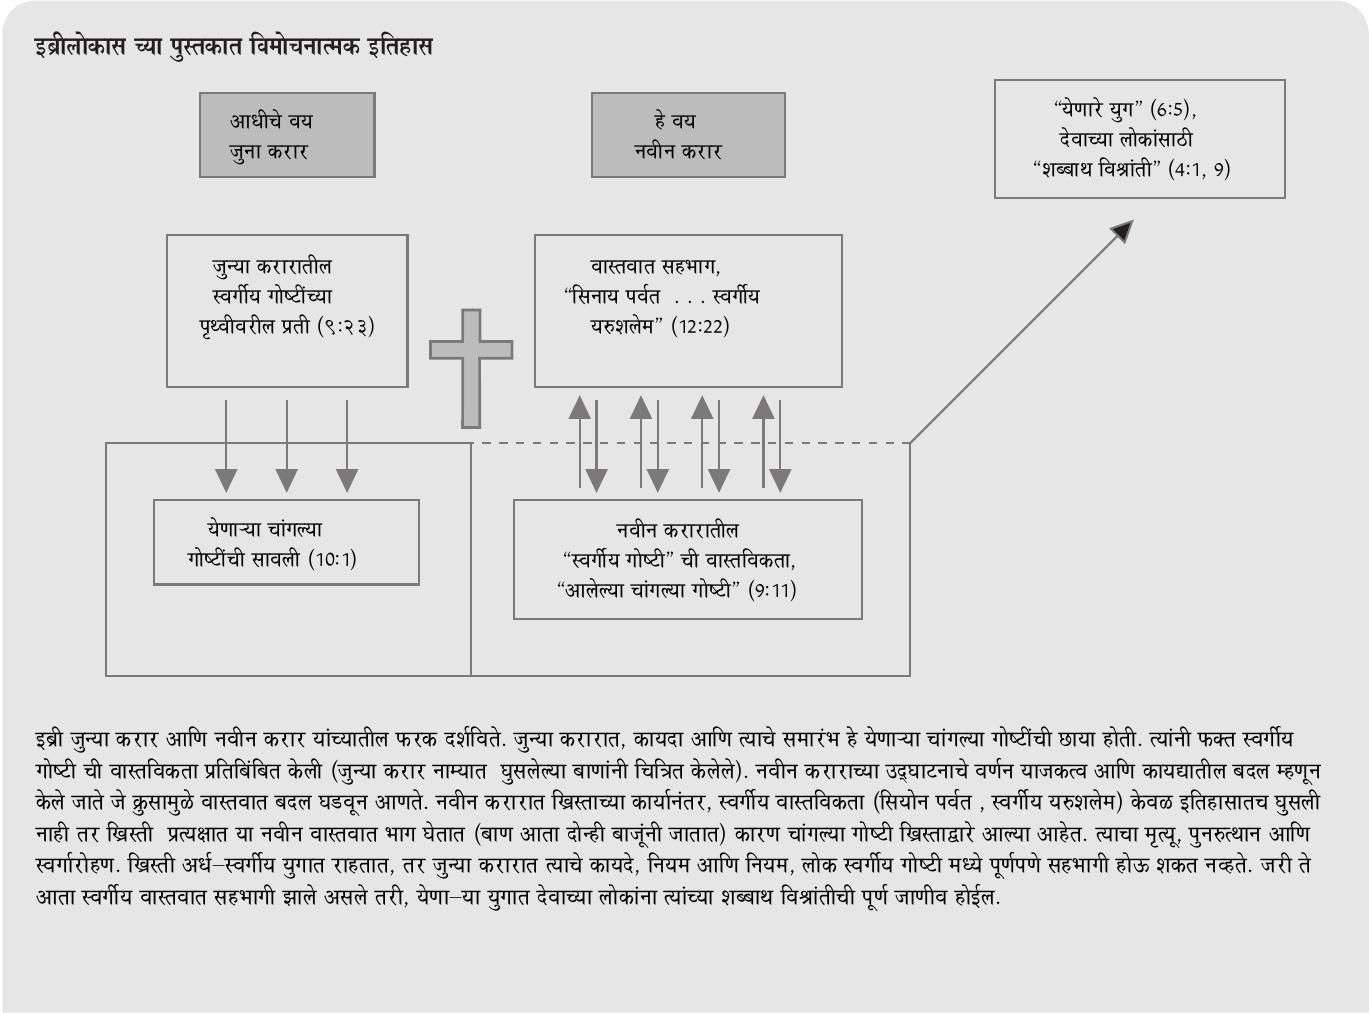 इब्रीलोकास च्या पुस्तकात विमोचनात्मक इतिहास
आधीचे वय
जुना करार
हे वय
नवीन करार
“येणारे युग” (6:5),
देवाच्या लोकांसाठी
“शब्बाथ विश्रांती” (4:1, 9)
जुन्या करारातील
स्वर्गीय गोष्टींच्या
पृथ्वीवरील प्रती (९:२३)
वास्तवात सहभाग,
“सिनाय पर्वत . . . स्वर्गीय
यरुशलेम” (12:22)
येणाऱ्या चांगल्या
गोष्टींची सावली (10:1)
नवीन करारातील
“स्वर्गीय गोष्टी” ची वास्तविकता,
“आलेल्या चांगल्या गोष्टी” (9:11)
इब्री जुन्या करार आणि नवीन करार यांच्यातील फरक दर्शविते. जुन्या करारात, कायदा आणि त्याचे समारंभ हे येणाऱ्या चांगल्या गोष्टींची छाया होती. त्यांनी फक्त स्वर्गीय
गोष्टी ची वास्तविकता प्रतिबिंबित केली (जुन्या करार नाम्यात घुसलेल्या बाणांनी चित्रित केलेले). नवीन कराराच्या उद्घाटनाचे वर्णन याजकत्व आणि कायद्यातील बदल म्हणून
केले जाते जे क्रुसामुळे वास्तवात बदल घडवून आणते. नवीन करारात ख्रिस्ताच्या कार्यानंतर, स्वर्गीय वास्तविकता (सियोन पर्वत , स्वर्गीय यरुशलेम) केवळ इतिहासातच घुसली
नाही तर ख्रिस्ती प्रत्यक्षात या नवीन वास्तवात भाग घेतात (बाण आता दोन्ही बाजूंनी जातात) कारण चांगल्या गोष्टी ख्रिस्ताद्वारे आल्या आहेत. त्याचा मृत्यू, पुनरुत्थान आणि
स्वर्गारोहण. ख्रिस्ती अर्ध–स्वर्गीय युगात राहतात, तर जुन्या करारात त्याचे कायदे, नियम आणि नियम, लोक स्वर्गीय गोष्टी मध्ये पूर्णपणे सहभागी होऊ शकत नव्हते. जरी ते
आता स्वर्गीय वास्तवात सहभागी झाले असले तरी, येणा–या युगात देवाच्या लोकांना त्यांच्या शब्बाथ विश्रांतीची पूर्ण जाणीव होईल.